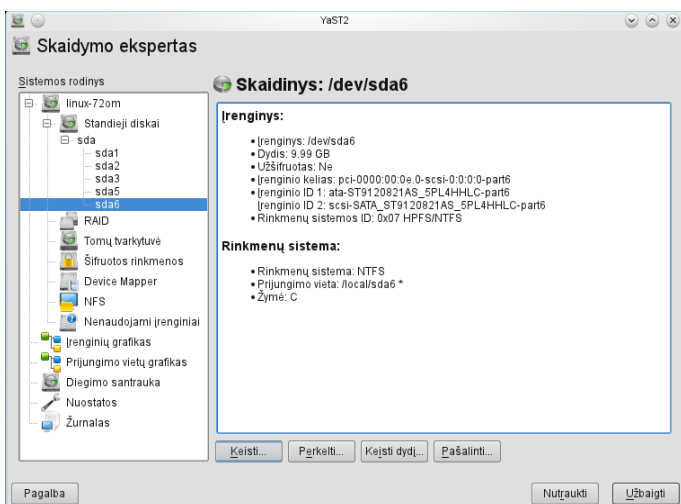 YaST2
Skaidymo ekspertas
Sistemos rodinys
linux-72om
Standieji diskai
sda
sda1
sda2
sda3
sda5
sda6
RAID
Tomų tvarkytuvė
Šifruotos rinkmenos
Device Mapper
NFS
Nenaudojami įrenginiai
Įrenginių grafikas
Prijungimo vietų grafikas
Diegimo santrauka
Nuostatos
Žurnalas
Skaidinys: /dev/sda6
Įrenginys:
• Įrenginys: /dev/sda6
• Dydis: 9.99 GB
• Užšifruotas: Ne
• Įrenginio kelias: pci-0000:00:0e.0-scsi-0:0:0:0-part6
• Įrenginio ID 1: ata-ST9120821AS_5PL4HHLC-part6
Įrenginio ID 2: scsi-SATA_ST9120821AS_5PL4HHLC-part6
• Rinkmenų sistemos ID: 0x07 HPFS/NTFS
Rinkmenų sistema:
• Rinkmenų sistema: NTFS
• Prijungimo vieta: /local/sda6 *
• Žymė: C
Keisti...
Perkelti...
Keisti dydį...
Pašalinti...
Pagalba
Nutraukti
Užbaigti